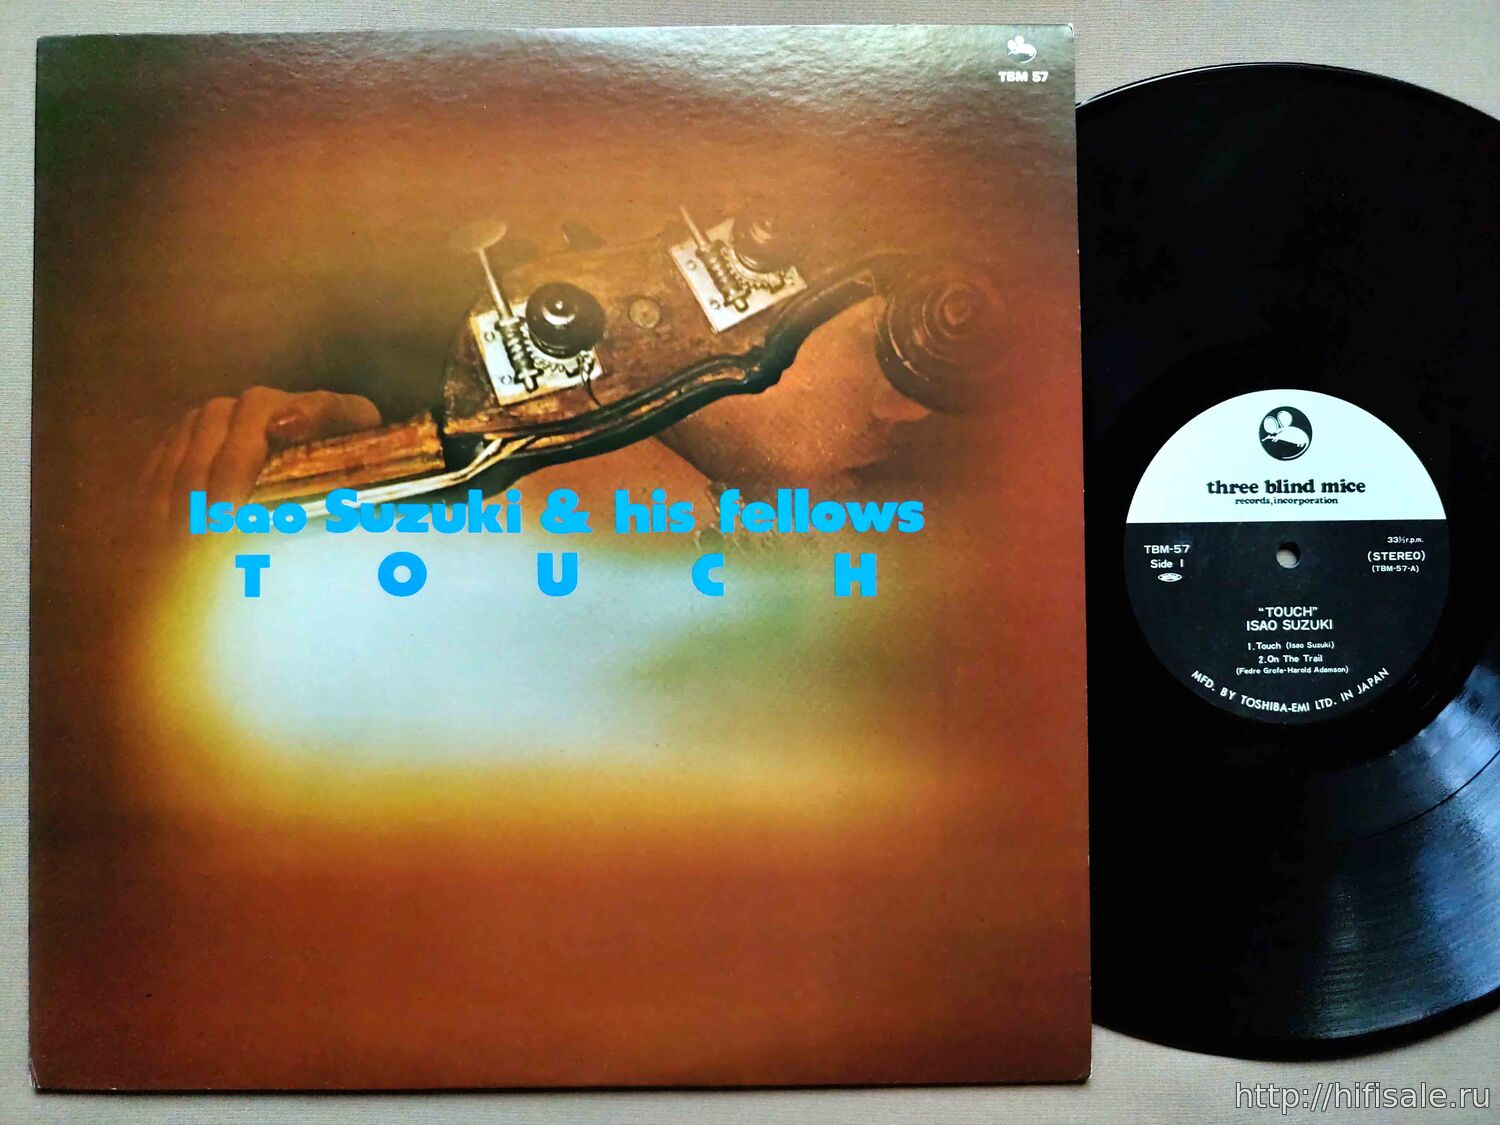 TBM 57
Isao Suzuki & his fellows
TOUCH
three blind mice
records, incorporation
TBM-57
Side 1
33⅓ r.p.m.
(STEREO)
(TBM-57-A)
"TOUCH"
ISAO SUZUKI
1. Touch (Isao Suzuki)
2. On The Trail
(Fedre Grofe-Harold Adamson)
MFD. BY TOSHIBA-EMI LTD. IN JAPAN
http://hifisale.ru